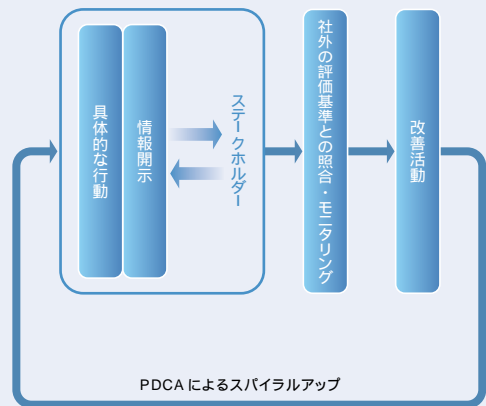 具体的な行動
情報開示
ステークホルダー
社外の評価基準との照合・モニタリング
改善活動
PDCAによるスパイラルアップ